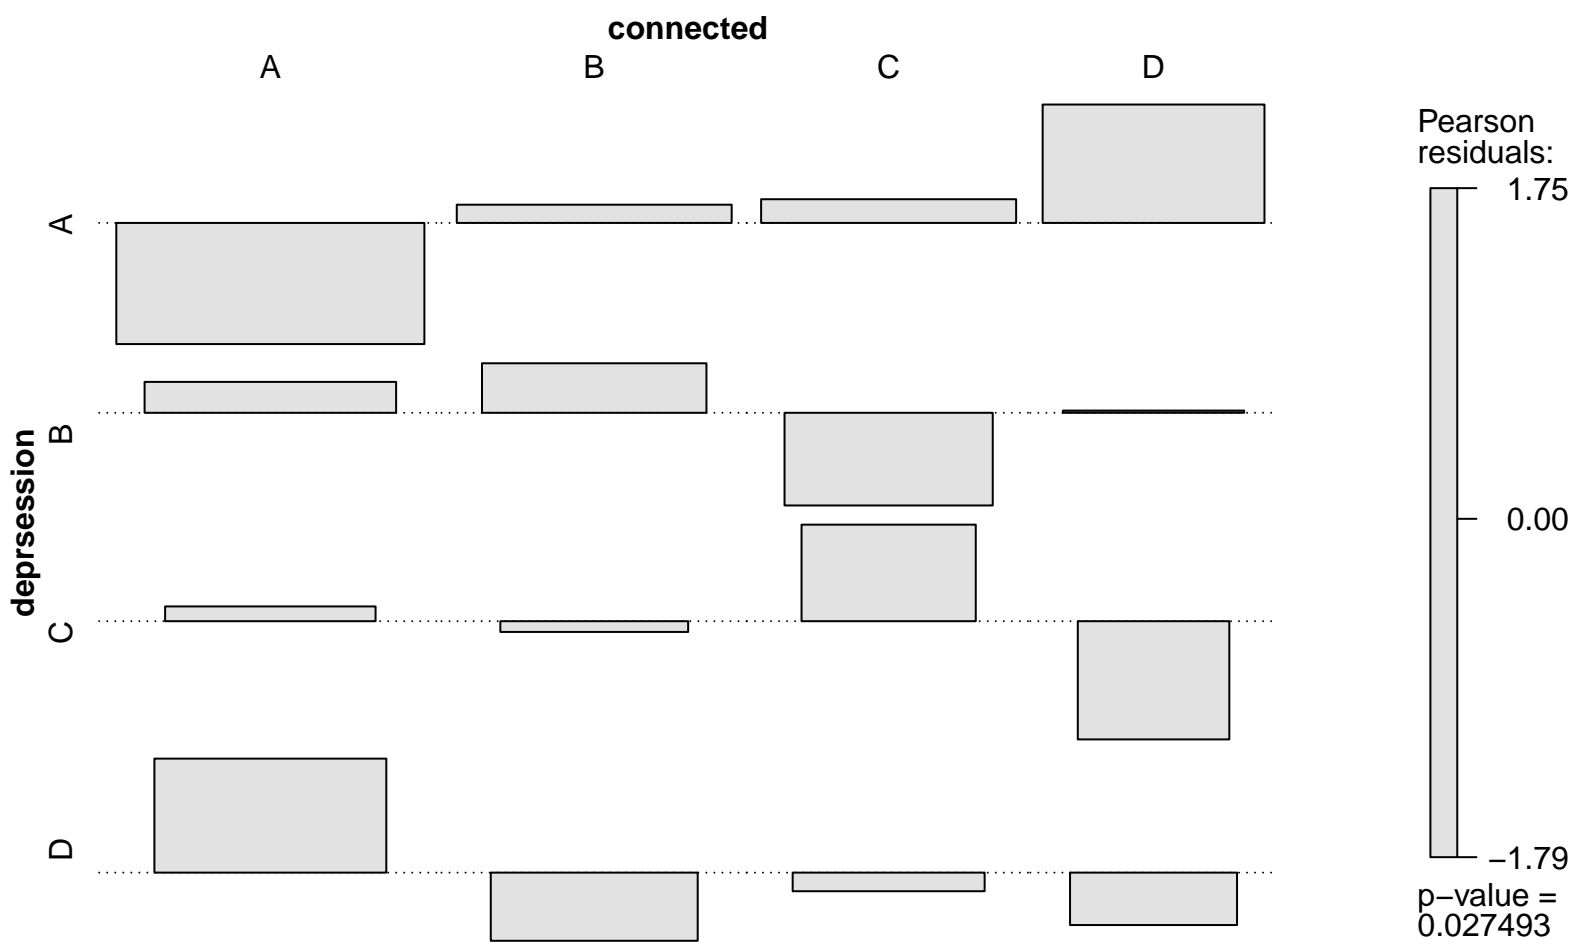 connected
A B C D
deprsession
A
B
C
D
Pearson
residuals:
1.75
0.00
−1.79
p−value =
0.027493